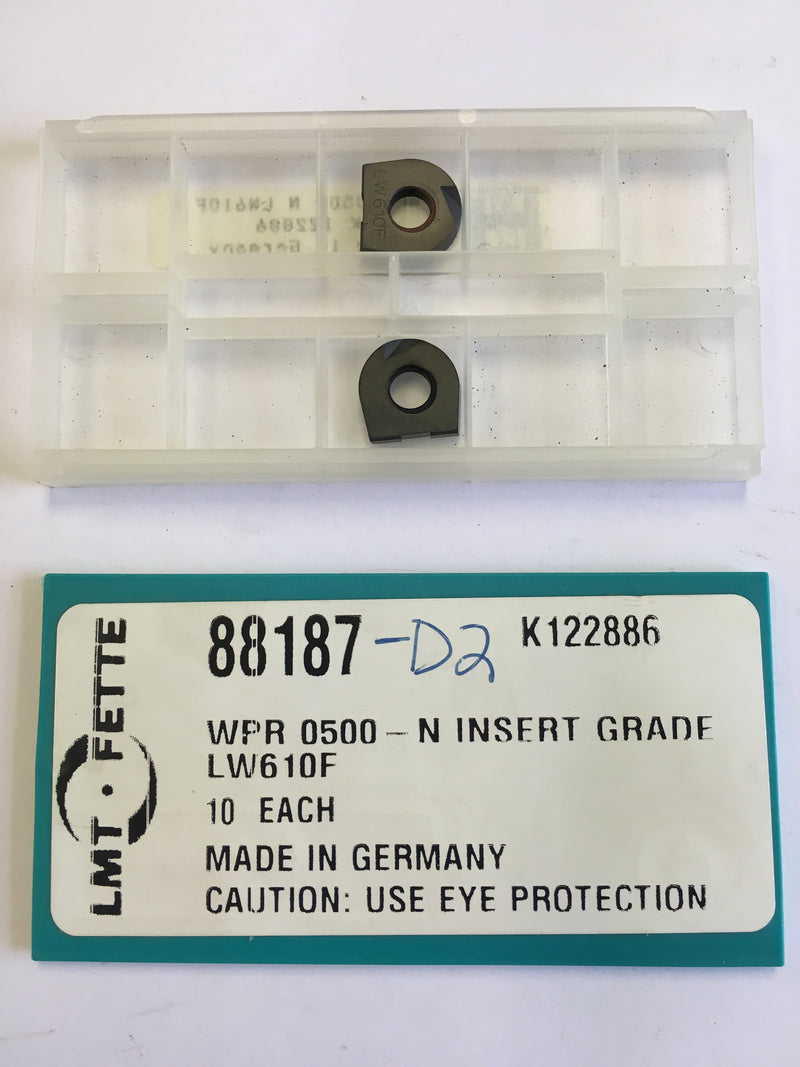 LW610F
LMT · FETTE
88187 -D2 K122886
WPR 0500-N INSERT GRADE
LW610F
10 EACH
MADE IN GERMANY
CAUTION: USE EYE PROTECTION